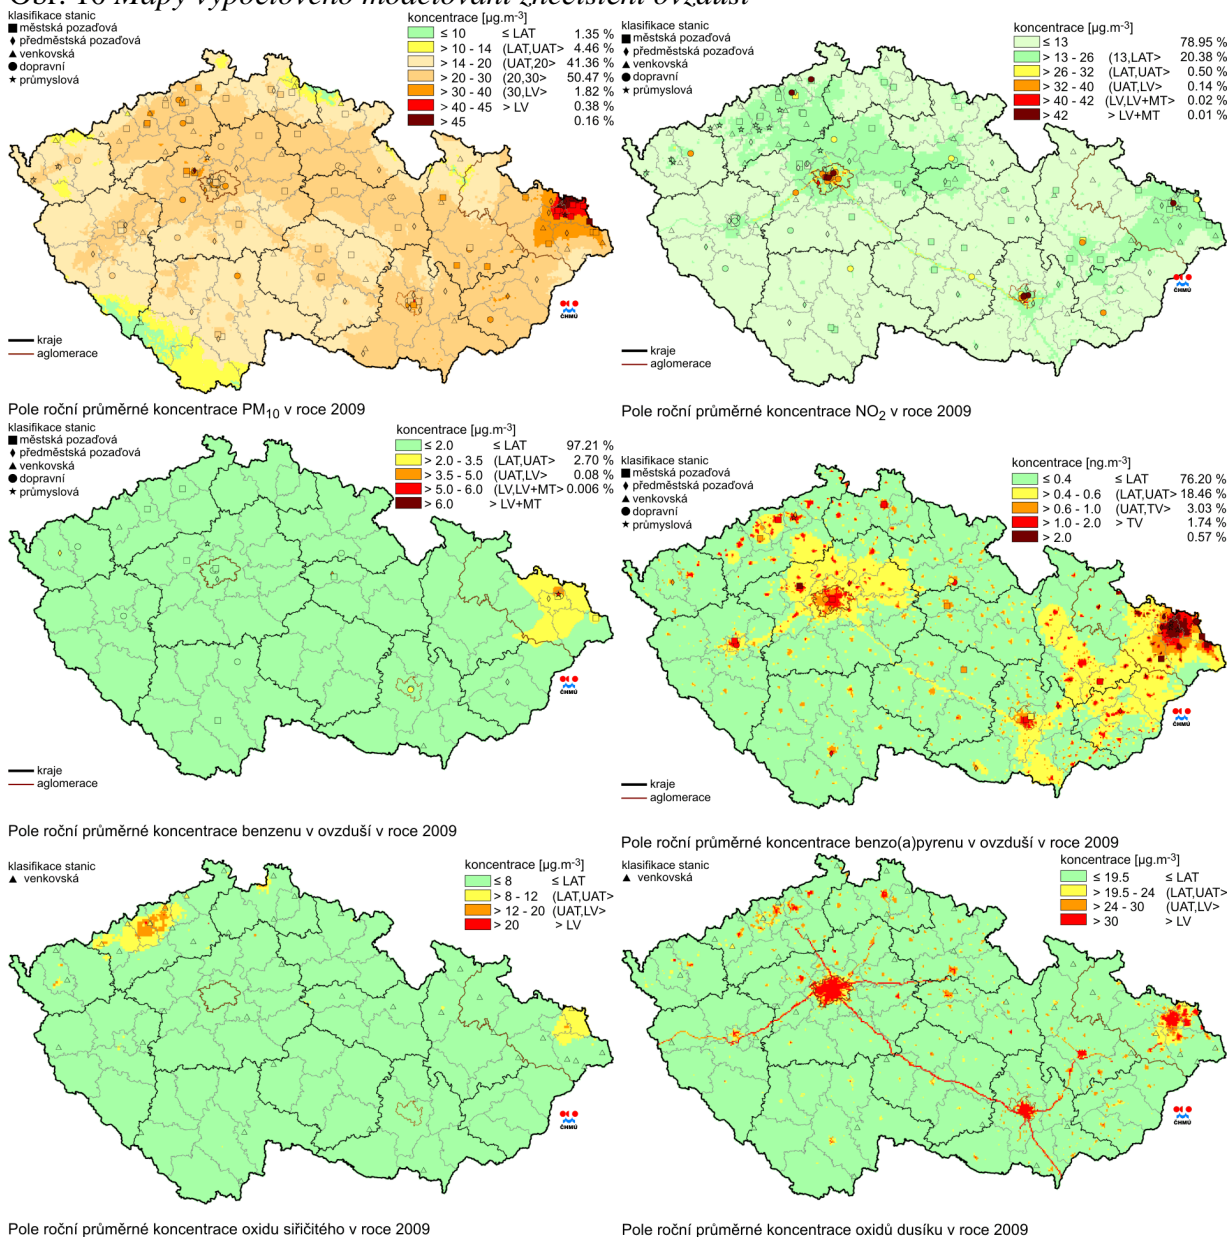 Obr. 16 Mapy výpočtového modelování znečištění ovzduší
klasifikace stanic
městská pozaďová
předměstská pozaďová
venkovská
dopravní
průmyslová
koncentrace [µg.m-3]
≤ 10 ≤ LAT 1.35 %
> 10 - 14 (LAT,UAT> 4.46 %
> 14 - 20 (UAT,20> 41.36 %
> 20 - 30 (20,30> 50.47 %
> 30 - 40 (30,LV> 1.82 %
> 40 - 45 > LV 0.38 %
> 45 0.16 %
ČHMÚ
kraje
aglomerace
Pole roční průměrné koncentrace PM10 v roce 2009
klasifikace stanic
městská pozaďová
předměstská pozaďová
venkovská
dopravní
průmyslová
koncentrace [µg.m-3]
≤ 13 78.95 %
> 13 - 26 (13,LAT> 20.38 %
> 26 - 32 (LAT,UAT> 0.50 %
> 32 - 40 (UAT,LV> 0.14 %
> 40 - 42 (LV,LV+MT> 0.02 %
> 42 > LV+MT 0.01 %
ČHMÚ
kraje
aglomerace
Pole roční průměrné koncentrace NO2 v roce 2009
klasifikace stanic
městská pozaďová
předměstská pozaďová
venkovská
dopravní
průmyslová
koncentrace [µg.m-3]
≤ 2.0 ≤ LAT 97.21 %
> 2.0 - 3.5 (LAT,UAT> 2.70 %
> 3.5 - 5.0 (UAT,LV> 0.08 %
> 5.0 - 6.0 (LV,LV+MT> 0.006 %
> 6.0 > LV+MT
ČHMÚ
kraje
aglomerace
Pole roční průměrné koncentrace benzenu v ovzduší v roce 2009
klasifikace stanic
městská pozaďová
předměstská pozaďová
venkovská
dopravní
průmyslová
koncentrace [ng.m-3]
≤ 0.4 ≤ LAT 76.20 %
> 0.4 - 0.6 (LAT,UAT> 18.46 %
> 0.6 - 1.0 (UAT,TV> 3.03 %
> 1.0 - 2.0 > TV 1.74 %
> 2.0 0.57 %
ČHMÚ
kraje
aglomerace
Pole roční průměrné koncentrace benzo(a)pyrenu v ovzduší v roce 2009
klasifikace stanic
venkovská
koncentrace [µg.m-3]
≤ 8 ≤ LAT
> 8 - 12 (LAT,UAT>
> 12 - 20 (UAT,LV>
> 20 > LV
ČHMÚ
Pole roční průměrné koncentrace oxidu siřičitého v roce 2009
klasifikace stanic
venkovská
koncentrace [µg.m-3]
≤ 19.5 ≤ LAT
> 19.5 - 24 (LAT,UAT>
> 24 - 30 (UAT,LV>
> 30 > LV
ČHMÚ
Pole roční průměrné koncentrace oxidů dusíku v roce 2009